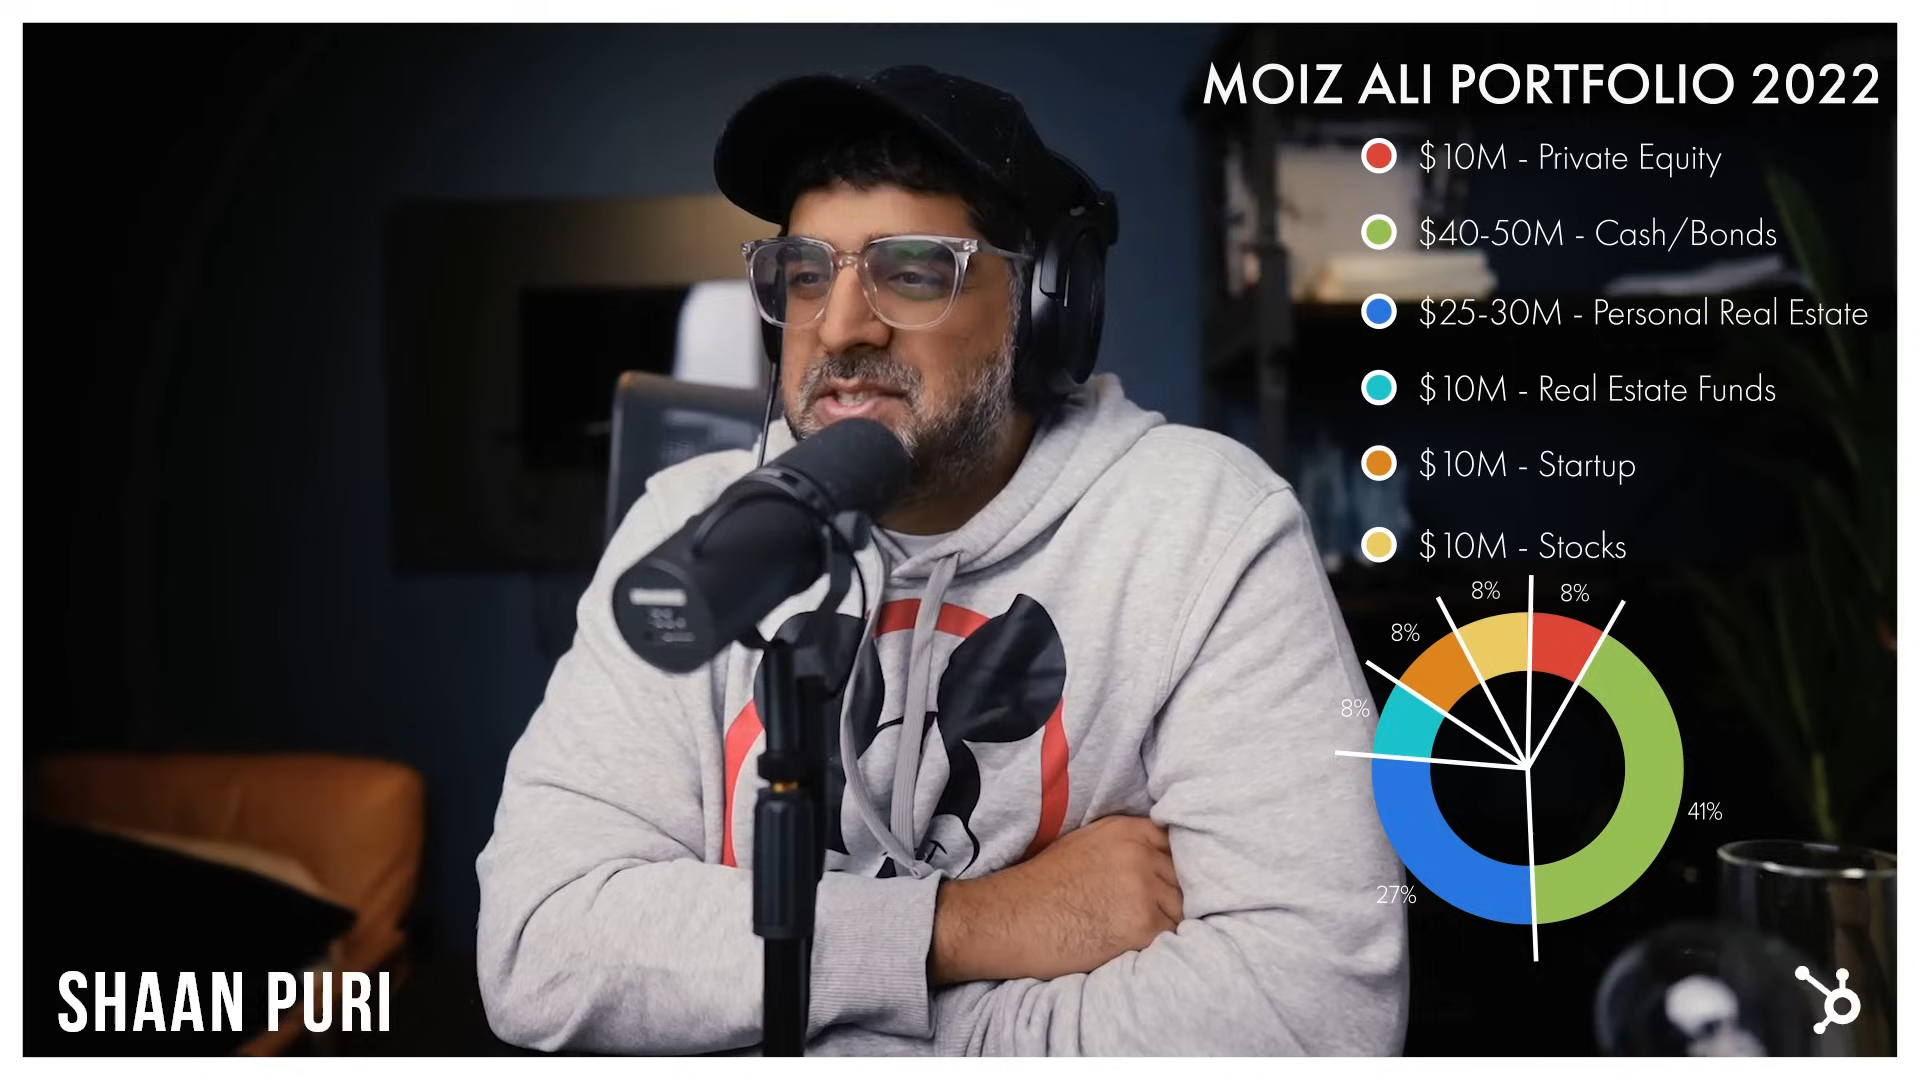 MOIZ ALI PORTFOLIO 2022
$10M - Private Equity
$40-50M - Cash/Bonds
$25-30M - Personal Real Estate
$10M - Real Estate Funds
$10M - Startup
$10M - Stocks
8%
8%
8%
8%
41%
27%
SHAAN PURI